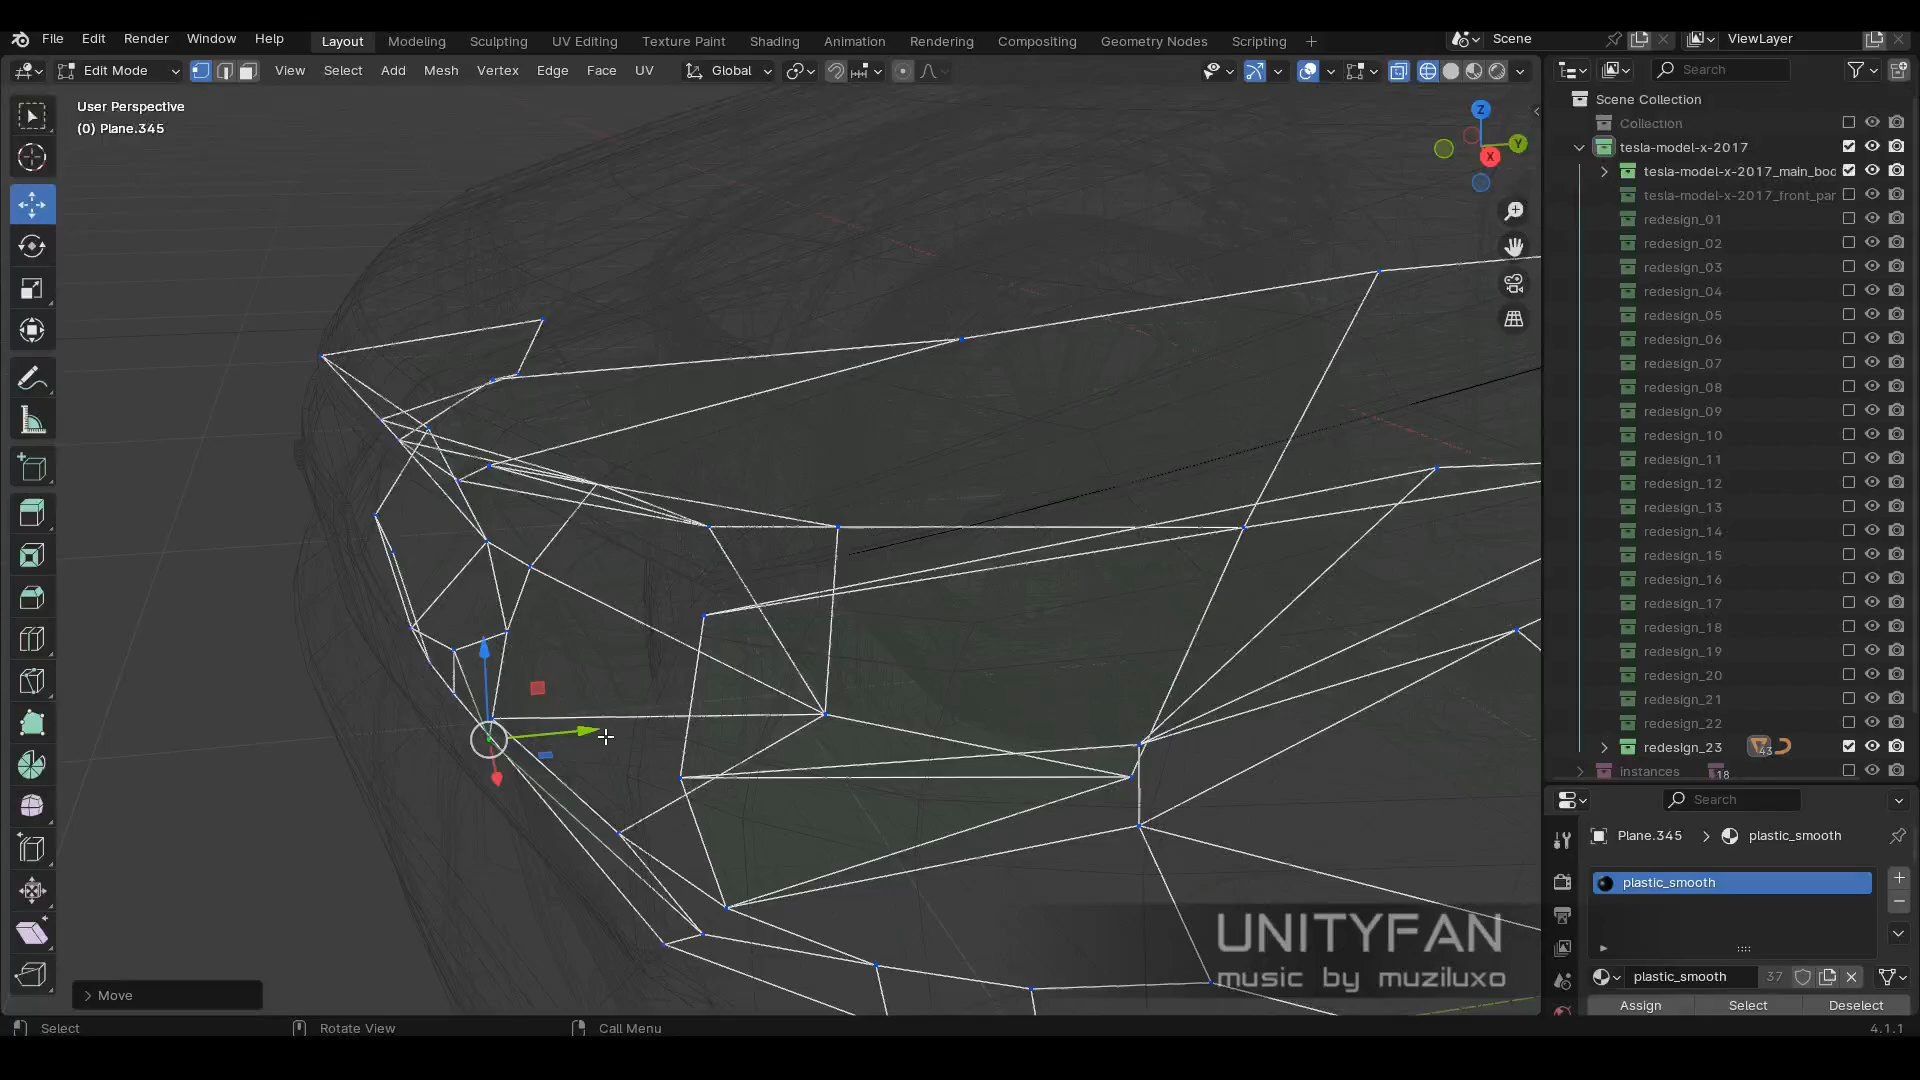 File Edit Render Window Help
Layout Modeling Sculpting UV Editing Texture Paint Shading Animation Rendering Compositing Geometry Nodes Scripting +
Scene
ViewLayer
Edit Mode
View Select Add Mesh Vertex Edge Face UV
Global
Search
User Perspective
(0) Plane.345
Z
Y
X
Scene Collection
Collection
tesla-model-x-2017
tesla-model-x-2017_main_boo
tesla-model-x-2017_front_par
redesign_01
redesign_02
redesign_03
redesign_04
redesign_05
redesign_06
redesign_07
redesign_08
redesign_09
redesign_10
redesign_11
redesign_12
redesign_13
redesign_14
redesign_15
redesign_16
redesign_17
redesign_18
redesign_19
redesign_20
redesign_21
redesign_22
redesign_23 43
instances 18
Search
Plane.345 > plastic_smooth
plastic_smooth
plastic_smooth 37
Assign Select Deselect
UNITYFAN
music by muziluxo
> Move
Select Rotate View Call Menu 4.1.1